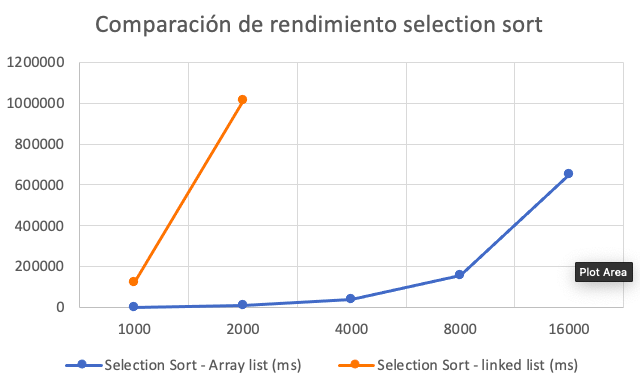 Comparación de rendimiento selection sort
1200000
1000000
800000
600000
400000
200000
0
Plot Area
1000 2000 4000 8000 16000
Selection Sort - Array list (ms) Selection Sort - linked list (ms)